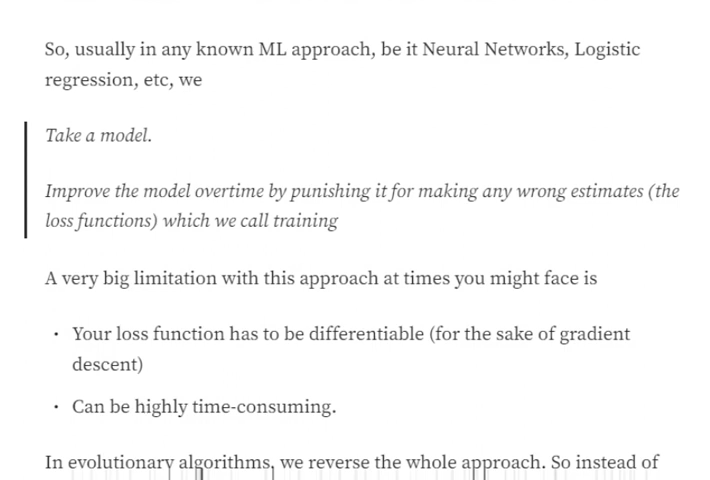 So, usually in any known ML approach, be it Neural Networks, Logistic
regression, etc, we
Take a model.
Improve the model overtime by punishing it for making any wrong estimates (the
loss functions) which we call training
A very big limitation with this approach at times you might face is
• Your loss function has to be differentiable (for the sake of gradient
descent)
• Can be highly time-consuming.
In evolutionary algorithms, we reverse the whole approach. So instead of